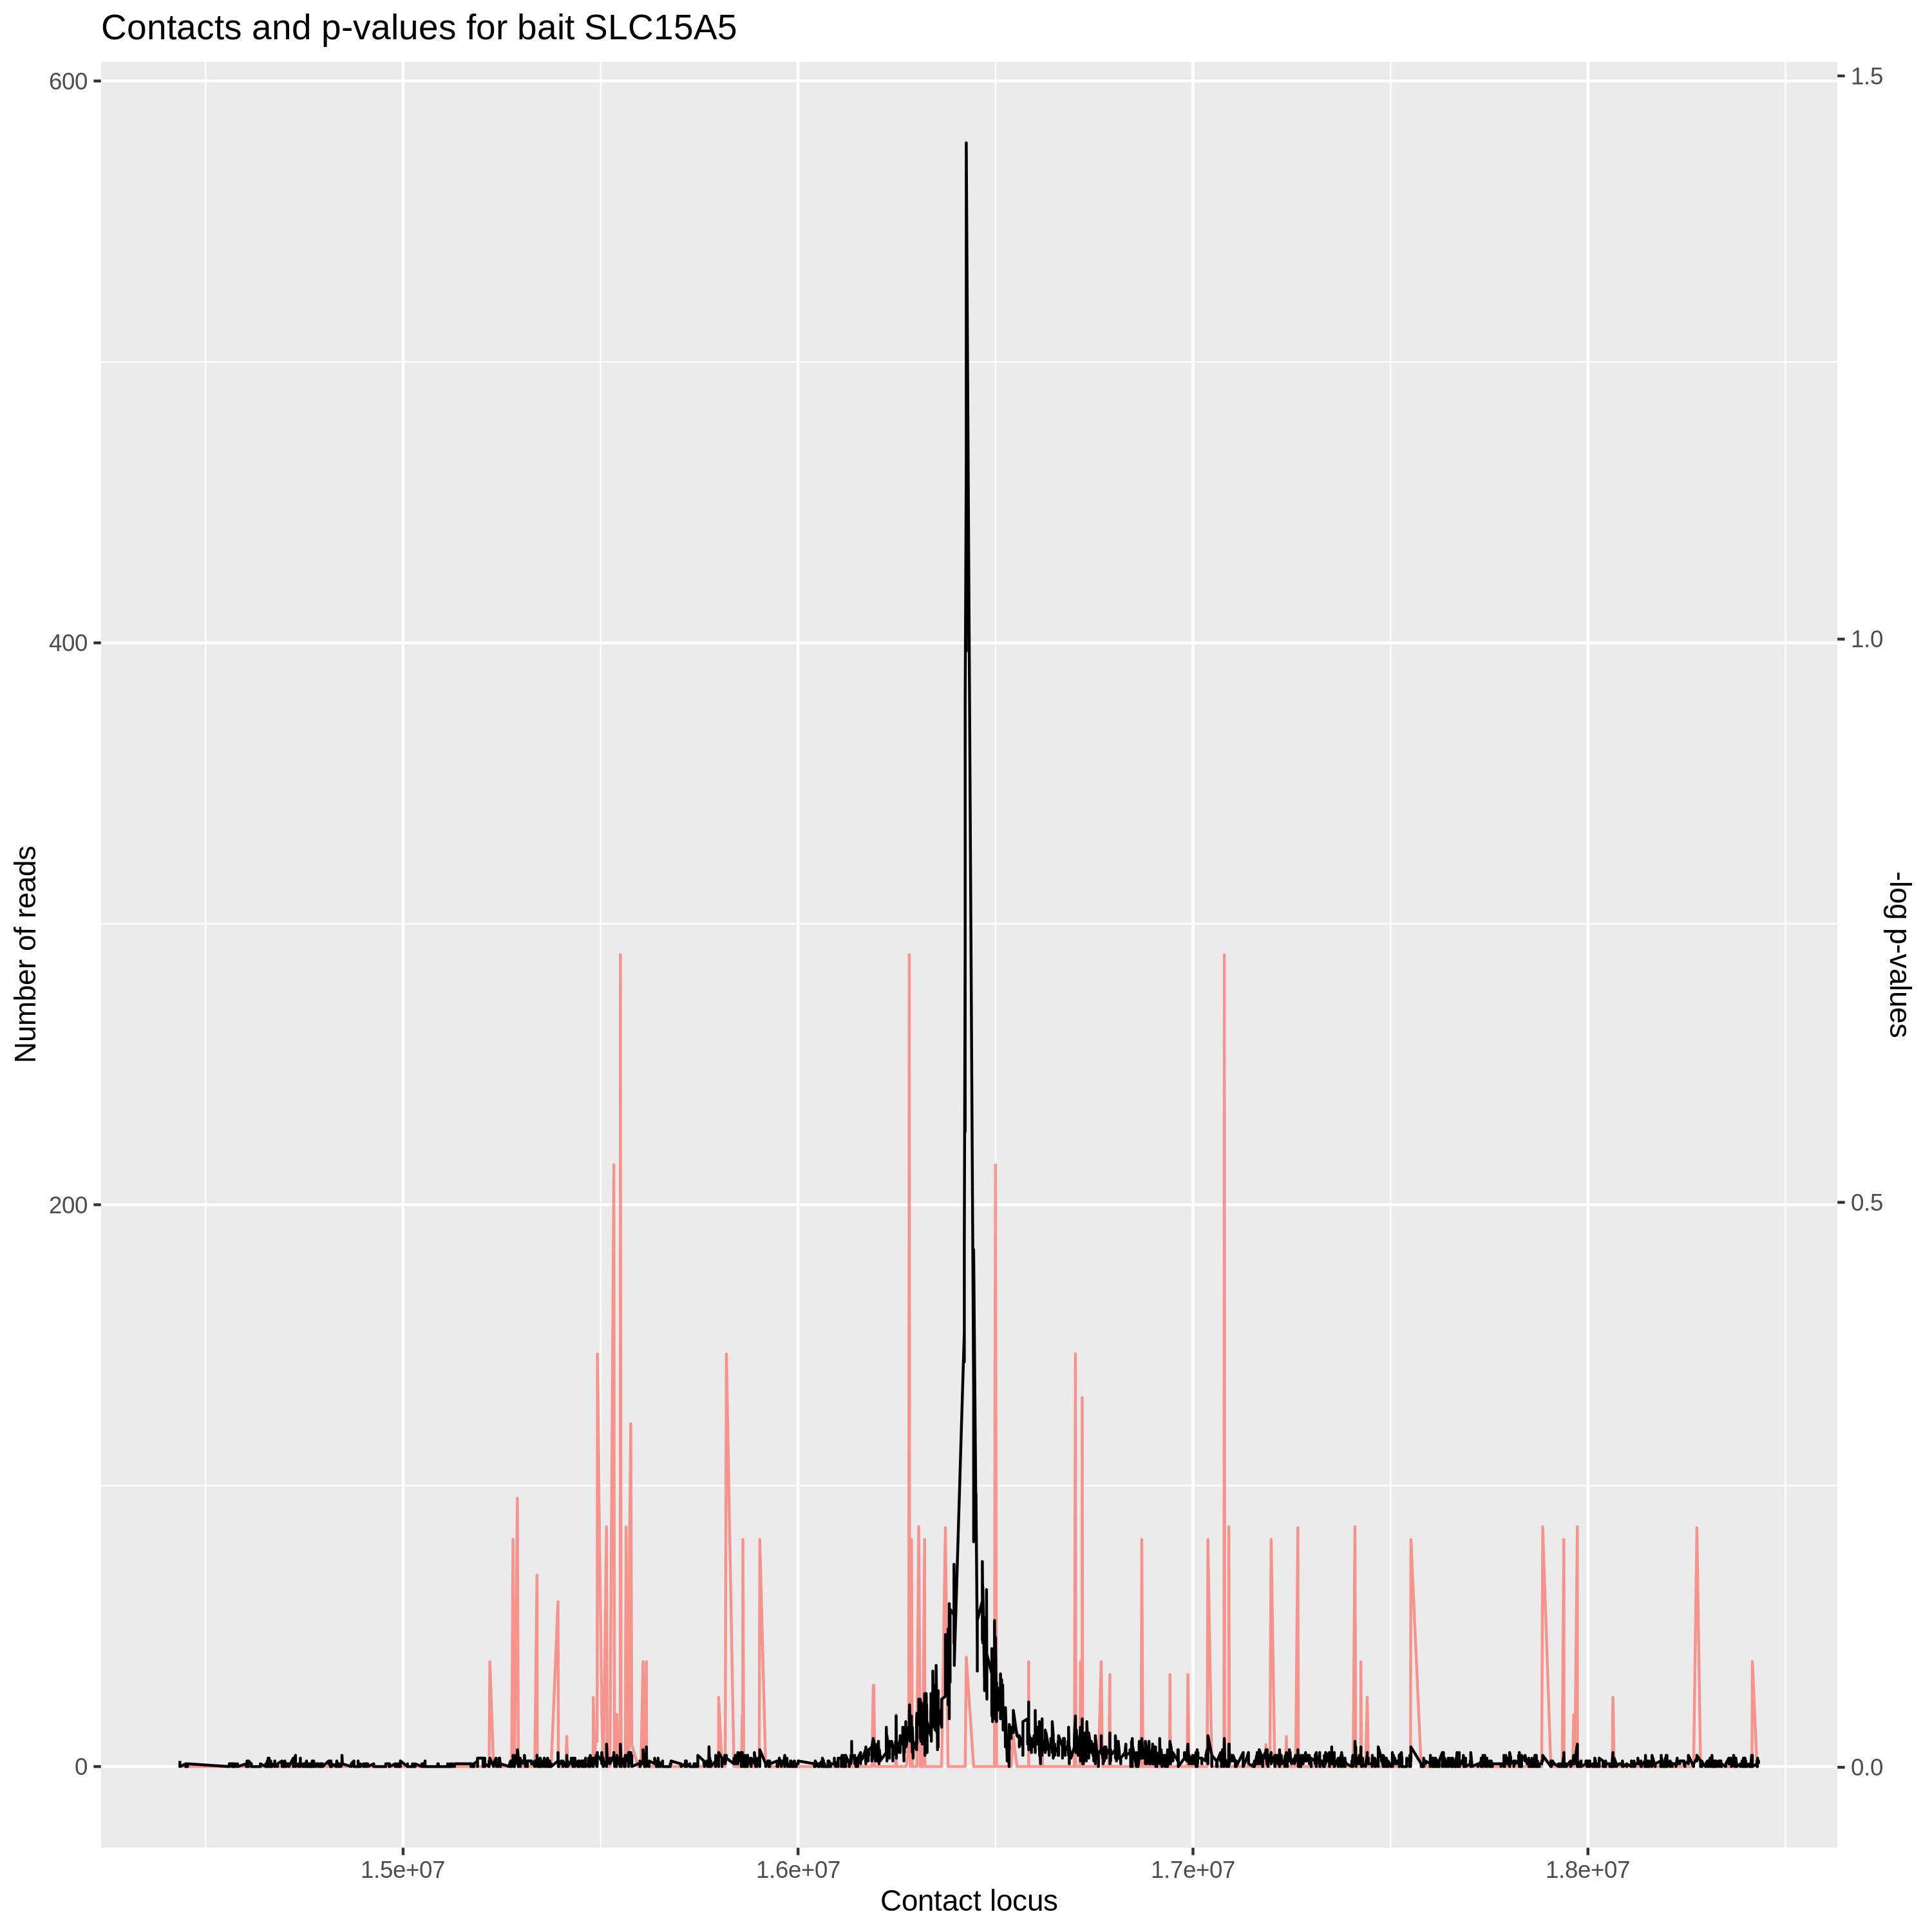 Contacts and p-values for bait SLC15A5
600
400
200
0
Number of reads
1.5
1.0
0.5
0.0
-log p-values
1.5e+07 1.6e+07 1.7e+07 1.8e+07
Contact locus